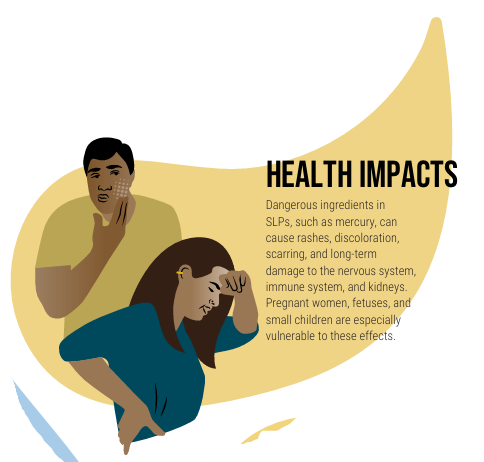 HEALTH IMPACTS
Dangerous ingredients in
SLPs, such as mercury, can
cause rashes, discoloration,
scarring, and long-term
damage to the nervous system,
immune system, and kidneys.
Pregnant women, fetuses, and
small children are especially
vulnerable to these effects.